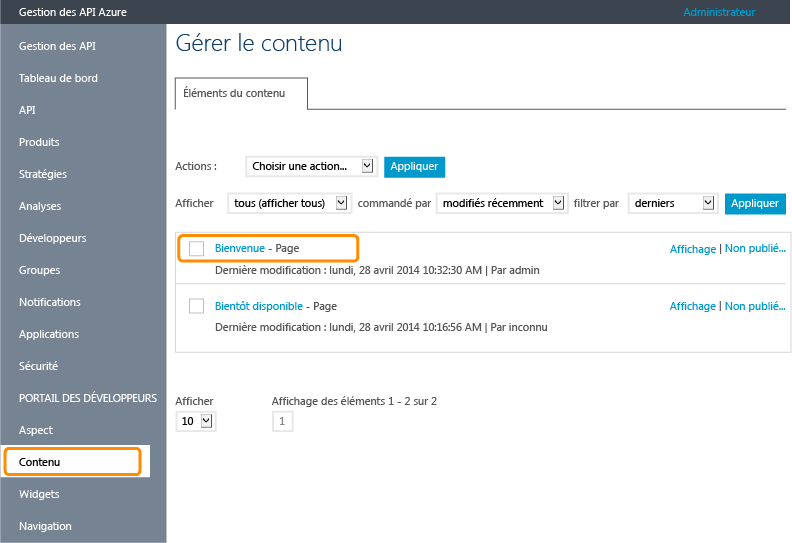 Gestion des API Azure
Administrateur
Gestion des API
Tableau de bord
API
Produits
Stratégies
Analyses
Développeurs
Groupes
Notifications
Applications
Sécurité
PORTAIL DES DÉVELOPPEURS
Aspect
Contenu
Widgets
Navigation
Gérer le contenu
Éléments du contenu
Actions : Choisir une action... Appliquer
Afficher tous (afficher tous) commandé par modifiés récemment filtrer par derniers Appliquer
Bienvenue - Page Affichage | Non publié...
Dernière modification : lundi, 28 avril 2014 10:32:30 AM | Par admin
Bientôt disponible - Page Affichage | Non publié...
Dernière modification : lundi, 28 avril 2014 10:16:56 AM | Par inconnu
Afficher Affichage des éléments 1 - 2 sur 2
10 1